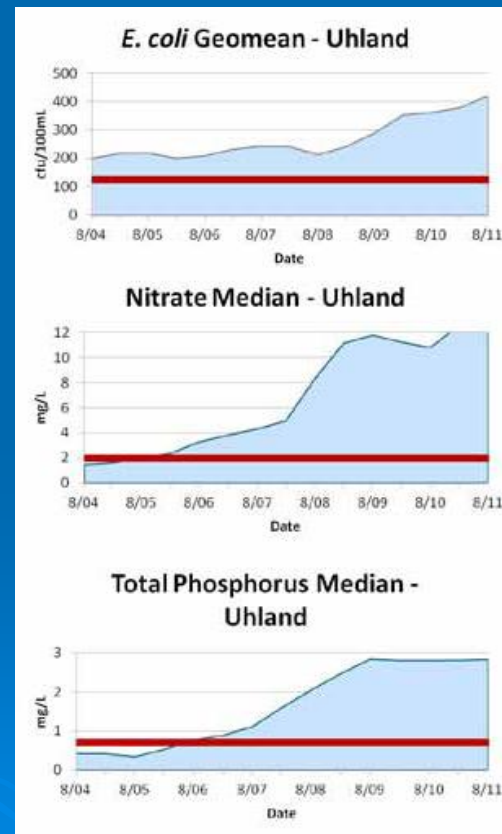 E. coli Geomean - Uhland
500
400
300
200
100
0
cfu/100mL
8/04 8/05 8/06 8/07 8/08 8/09 8/10 8/11
Date
Nitrate Median - Uhland
12
10
8
6
4
2
0
mg/L
8/04 8/05 8/06 8/07 8/08 8/09 8/10 8/11
Date
Total Phosphorus Median -
Uhland
3
2
1
0
mg/L
8/04 8/05 8/06 8/07 8/08 8/09 8/10 8/11
Date